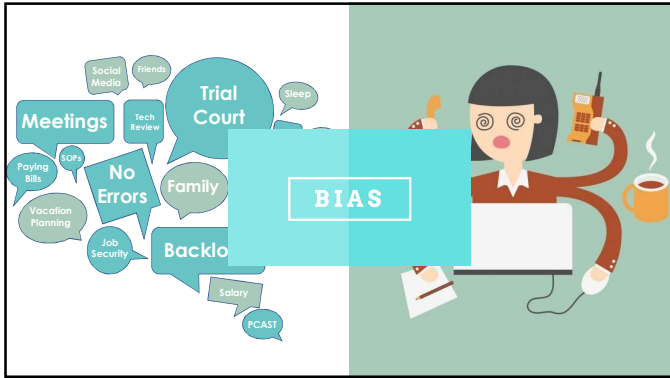 Social
Media
Friends
Trial
Court
Sleep
Meetings
Tech
Review
SOPs
Paying
Bills
No
Errors
Family
BIAS
Vacation
Planning
Job
Security
Backlo
Salary
PCAST